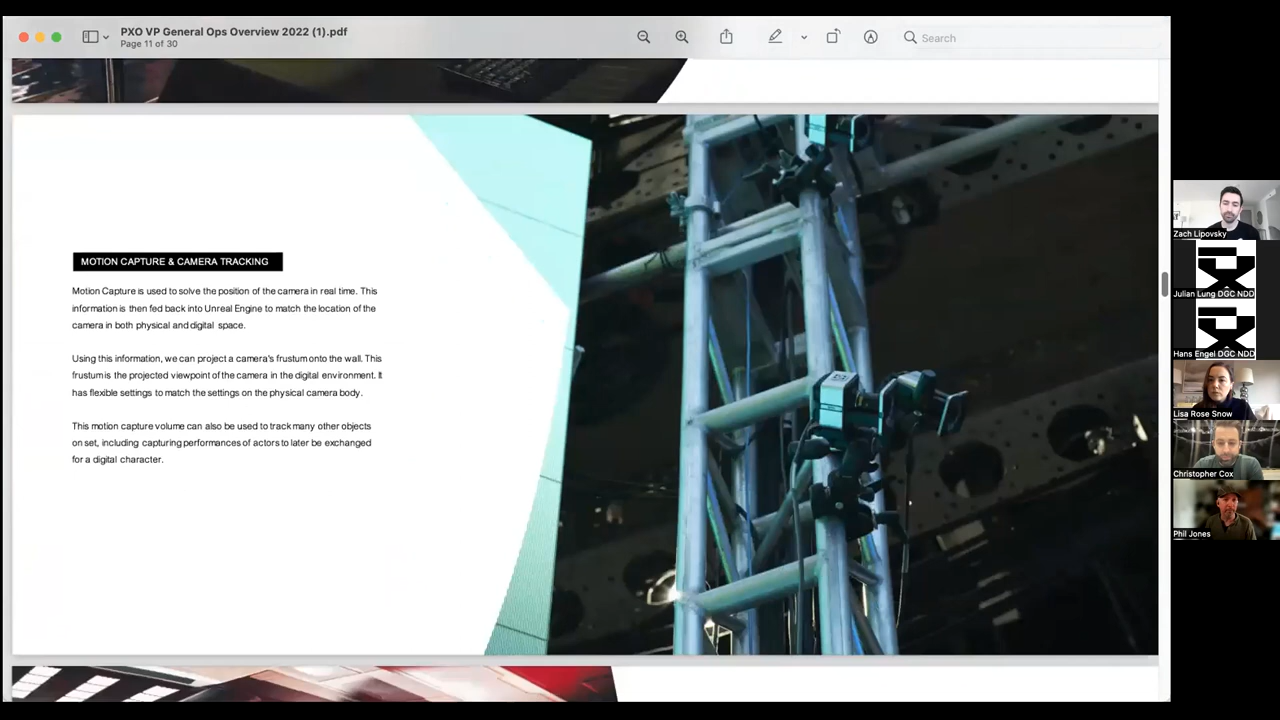 PXO VP General Ops Overview 2022 (1).pdf
Page 11 of 30
Search
MOTION CAPTURE & CAMERA TRACKING
Motion Capture is used to solve the position of the camera in real time. This
information is then fed back into Unreal Engine to match the location of the
camera in both physical and digital space.
Using this information, we can project a camera's frustum onto the wall. This
frustum is the projected viewpoint of the camera in the digital environment. It
has flexible settings to match the settings on the physical camera body.
This motion capture volume can also be used to track many other objects
on set, including capturing performances of actors to later be exchanged
for a digital character.
Zach Lipovsky
Julian Lung DGC NDD
Hans Engel DGC NDD
Lisa Rose Snow
Christopher Cox
Phil Jones